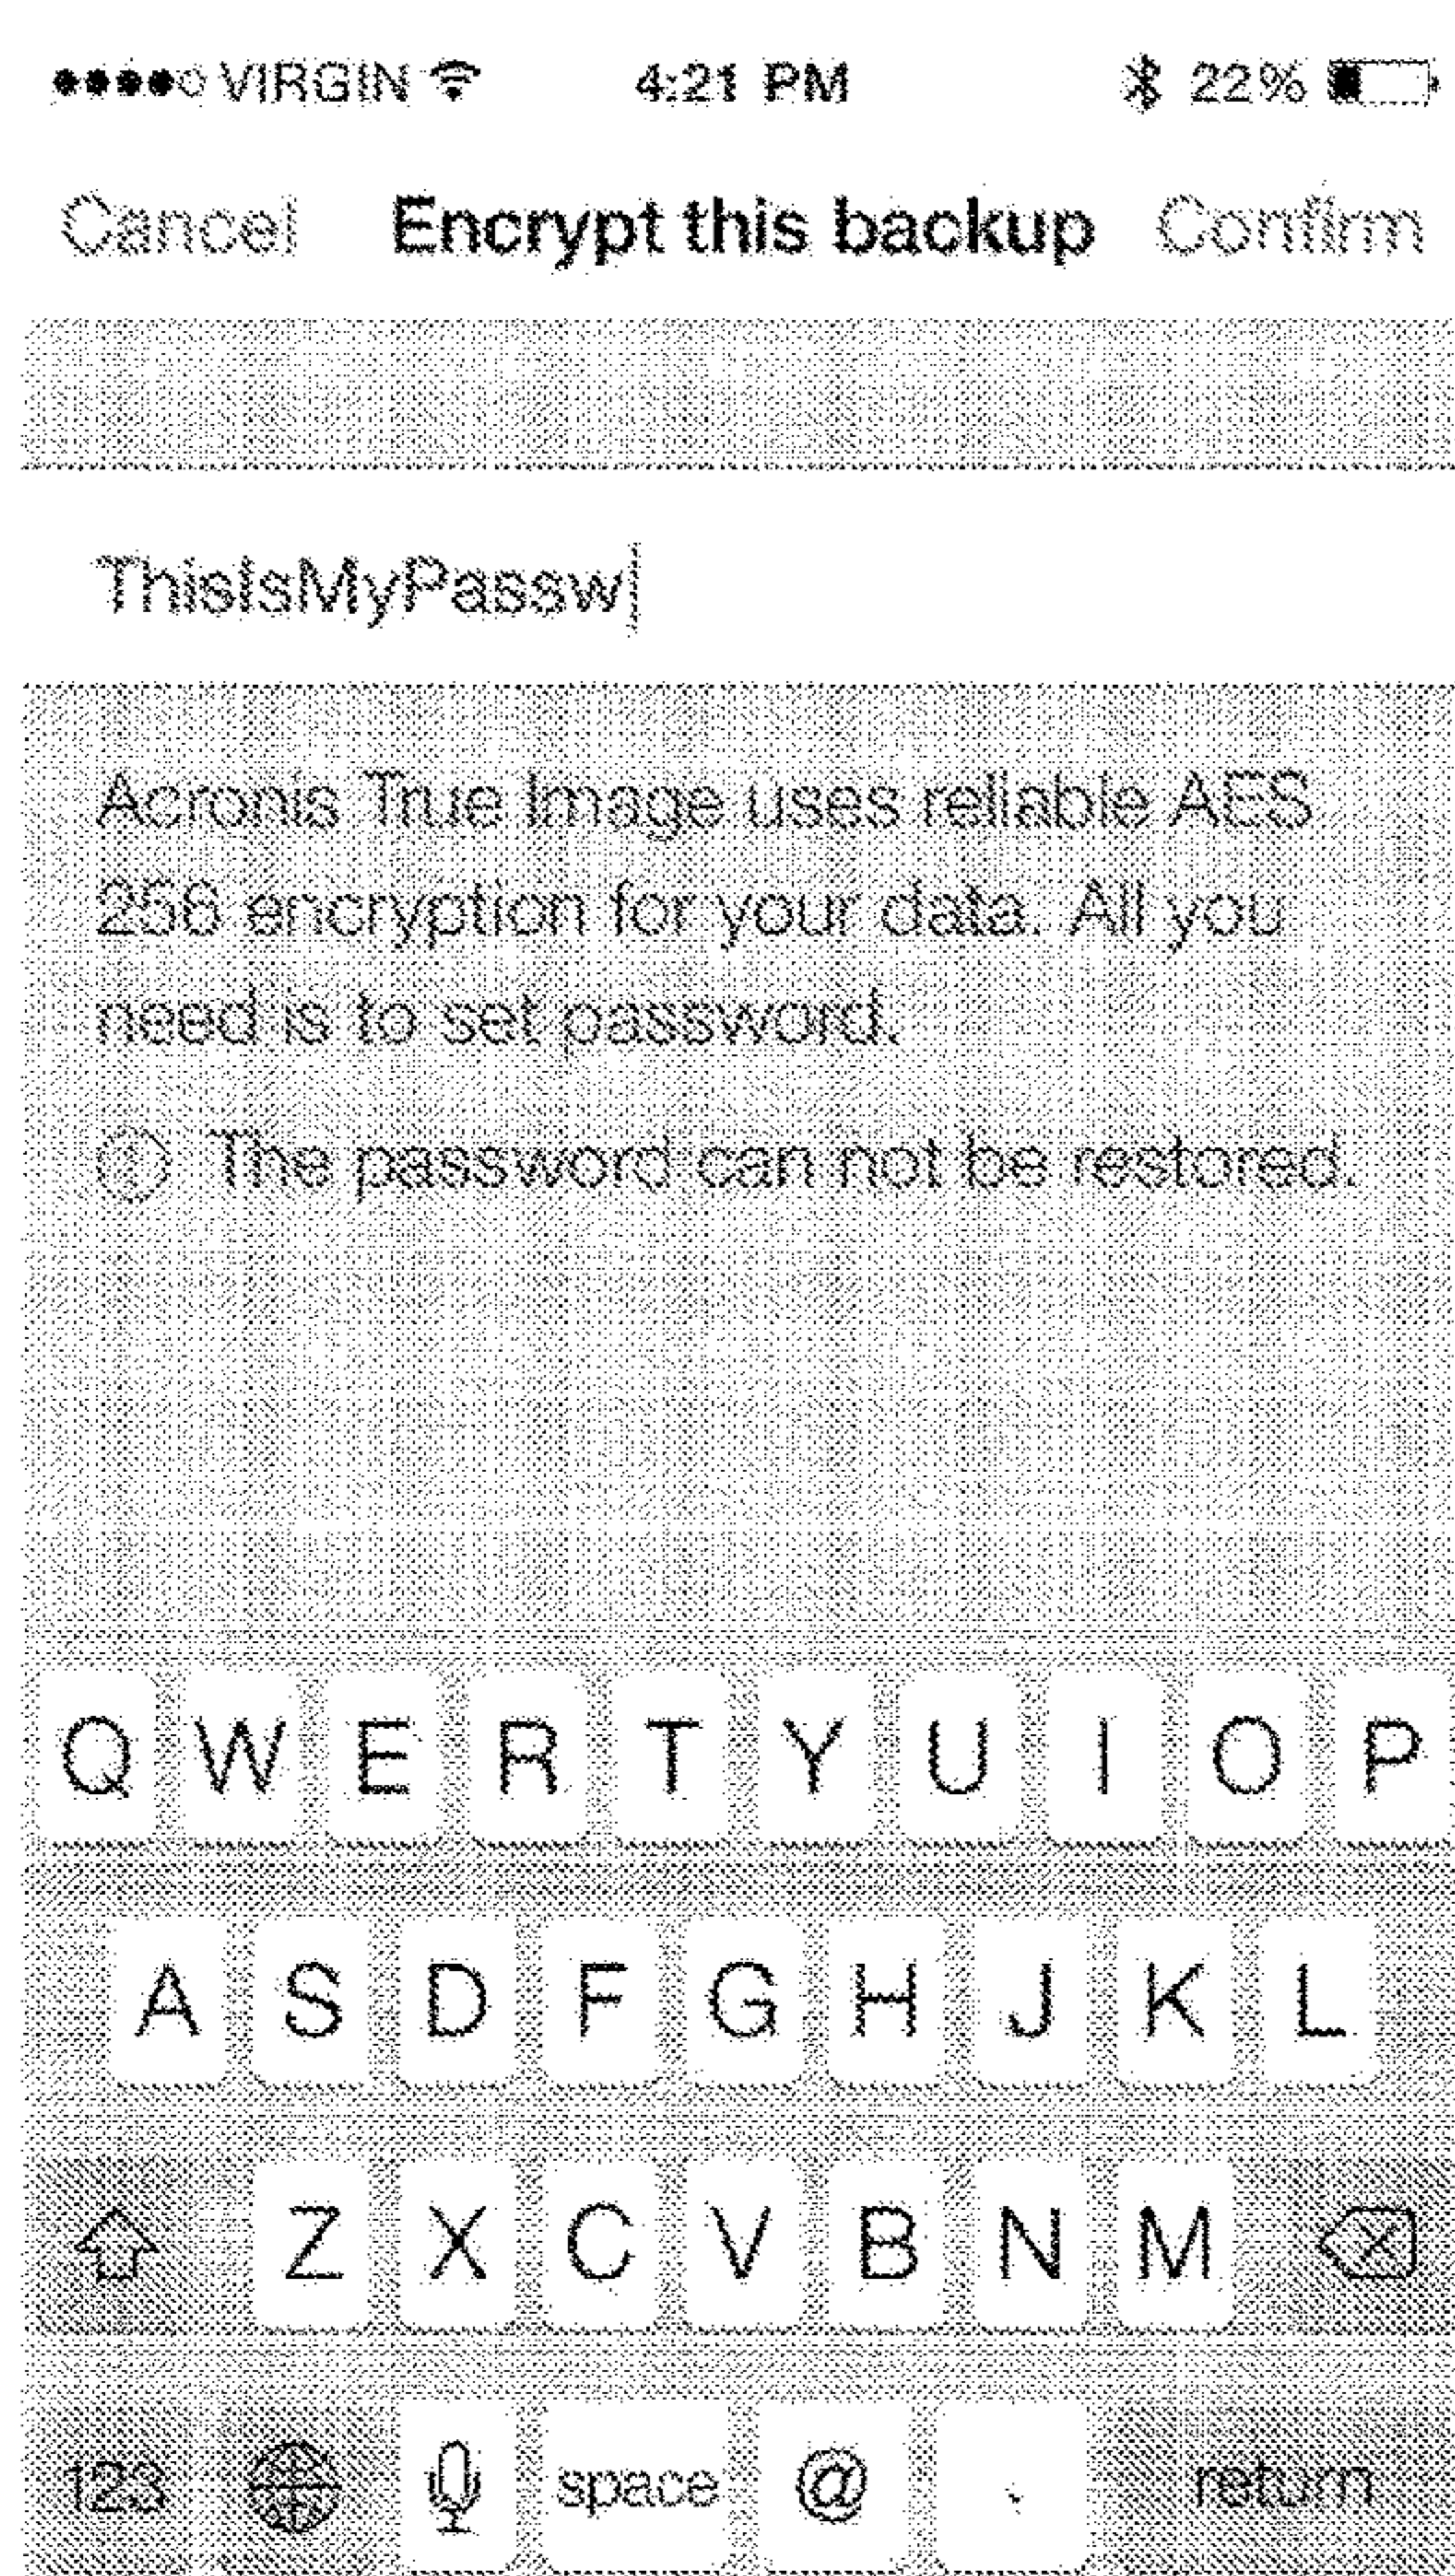 VIRGIN 4:21 PM 22%
Cancel Encrypt this backup Confirm
ThisIsMyPassw
Acronis True Image uses reliable AES
256 encryption for your data. All you
need is to set password.
The password can not be restored.
Q W E R T Y U I O P
A S D F G H J K L
Z X C V B N M
123 space @ . return